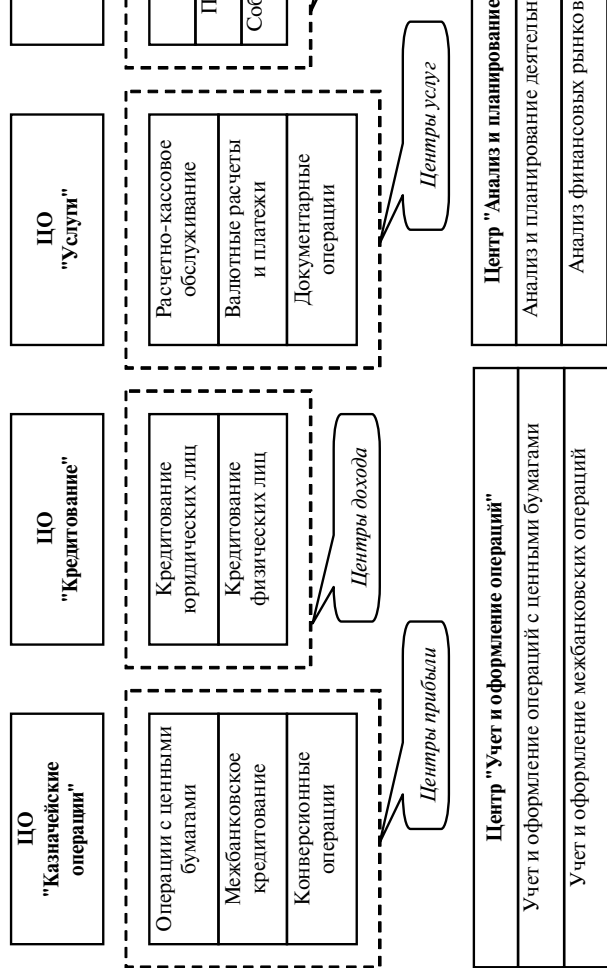 ЦО
"Казначейские
операции"
ЦО
"Кредитование"
ЦО
"Услуги"
Операции с ценными
бумагами
Межбанковское
кредитование
Конверсионные
операции
Центры прибыли
Кредитование
юридических лиц
Кредитование
физических лиц
Центры дохода
Расчетно-кассовое
обслуживание
Валютные расчеты
и платежи
Документарные
операции
Центры услуг
П
Соб
Центр "Учет и оформление операций"
Учет и оформление операций с ценными бумагами
Учет и оформление межбанковских операций
Центр "Анализ и планирование
Анализ и планирование деятельн
Анализ финансовых рынков